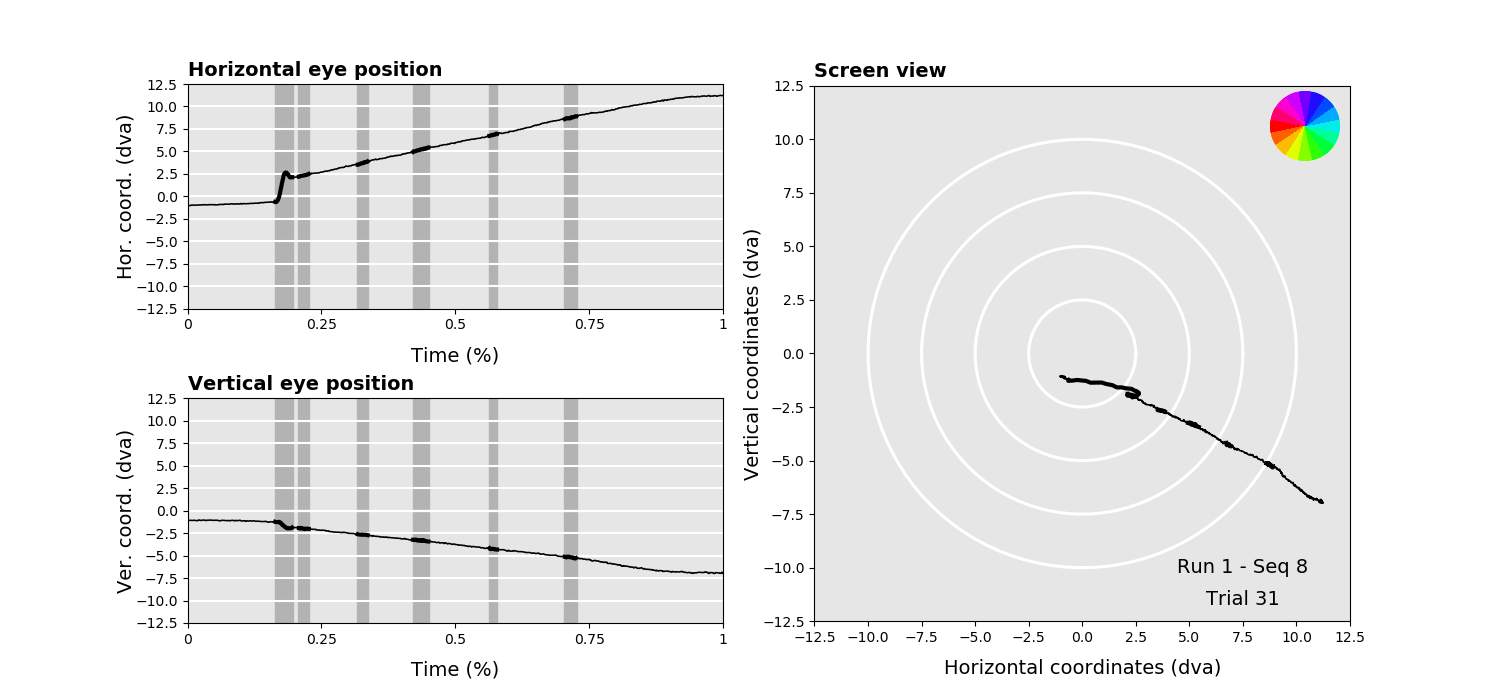 Horizontal eye position
12.5
10.0
7.5
5.0
2.5
0.0
−2.5
−5.0
−7.5
−10.0
−12.5
Hor. coord. (dva)
0 0.25 0.5 0.75 1
Time (%)
Vertical eye position
12.5
10.0
7.5
5.0
2.5
0.0
−2.5
−5.0
−7.5
−10.0
−12.5
Ver. coord. (dva)
0 0.25 0.5 0.75 1
Time (%)
Screen view
12.5
10.0
7.5
5.0
2.5
0.0
−2.5
−5.0
−7.5
−10.0
−12.5
Vertical coordinates (dva)
Run 1 - Seq 8
Trial 31
−12.5 −10.0 −7.5 −5.0 −2.5 0.0 2.5 5.0 7.5 10.0 12.5
Horizontal coordinates (dva)